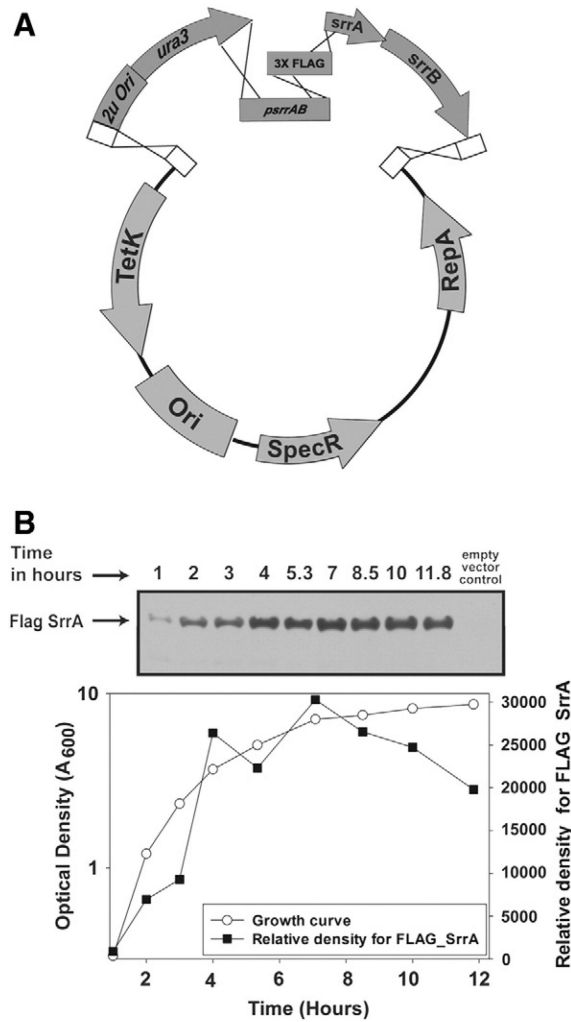 A
2u Ori
ura3
3X FLAG
psrrAB
srrA
srrB
TetK
Ori
SpecR
RepA
B
Time
in hours
1 2 3 4 5.3 7 8.5 10 11.8
empty
vector
control
Flag SrrA
Optical Density (A600)
10
1
Relative density for FLAG SrrA
30000
25000
20000
15000
10000
5000
0
Growth curve
Relative density for FLAG_SrrA
2 4 6 8 10 12
Time (Hours)